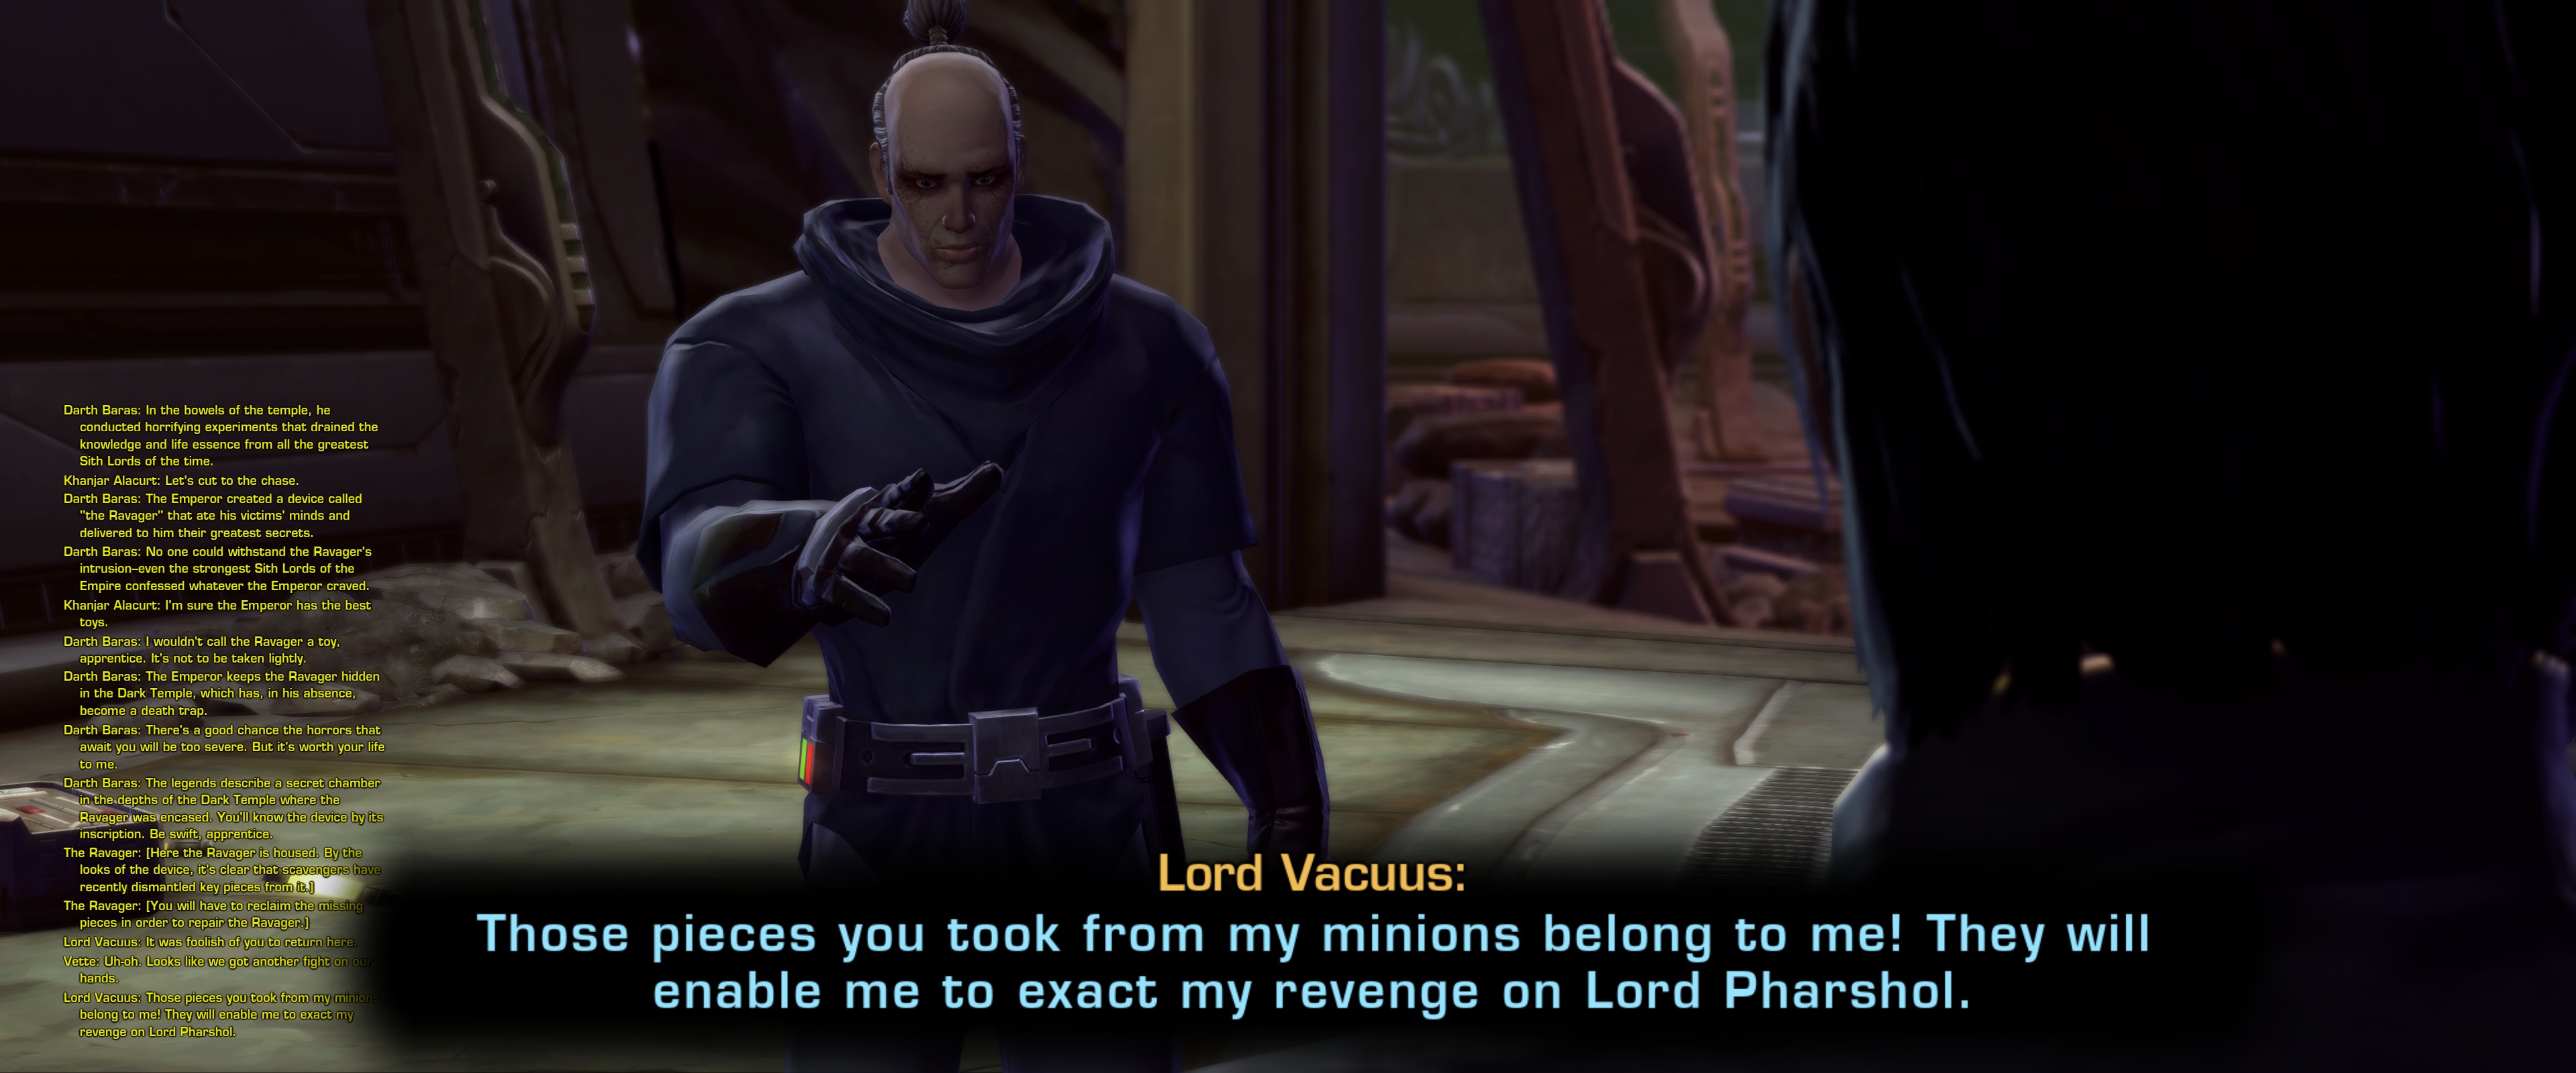 Darth Baras: In the bowels of the temple, he
conducted horrifying experiments that drained the
knowledge and life essence from all the greatest
Sith Lords of the time.
Khanjar Alacurt: Let's cut to the chase.
Darth Baras: The Emperor created a device called
"the Ravager" that ate his victims' minds and
delivered to him their greatest secrets.
Darth Baras: No one could withstand the Ravager's
intrusion–even the strongest Sith Lords of the
Empire confessed whatever the Emperor craved.
Khanjar Alacurt: I'm sure the Emperor has the best
toys.
Darth Baras: I wouldn't call the Ravager a toy,
apprentice. It's not to be taken lightly.
Darth Baras: The Emperor keeps the Ravager hidden
in the Dark Temple, which has, in his absence,
become a death trap.
Darth Baras: There's a good chance the horrors that
await you will be too severe. But it's worth your life
to me.
Darth Baras: The legends describe a secret chamber
in the depths of the Dark Temple where the
Ravager was encased. You'll know the device by its
inscription. Be swift, apprentice.
The Ravager: [Here the Ravager is housed. By the
looks of the device, it's clear that scavengers have
recently dismantled key pieces from it.]
The Ravager: [You will have to reclaim the missing
pieces in order to repair the Ravager.]
Lord Vacuus: It was foolish of you to return here.
Vette: Uh-oh. Looks like we got another fight on our
hands.
Lord Vacuus: Those pieces you took from my minions
belong to me! They will enable me to exact my
revenge on Lord Pharshol.
Lord Vacuus:
Those pieces you took from my minions belong to me! They will
enable me to exact my revenge on Lord Pharshol.